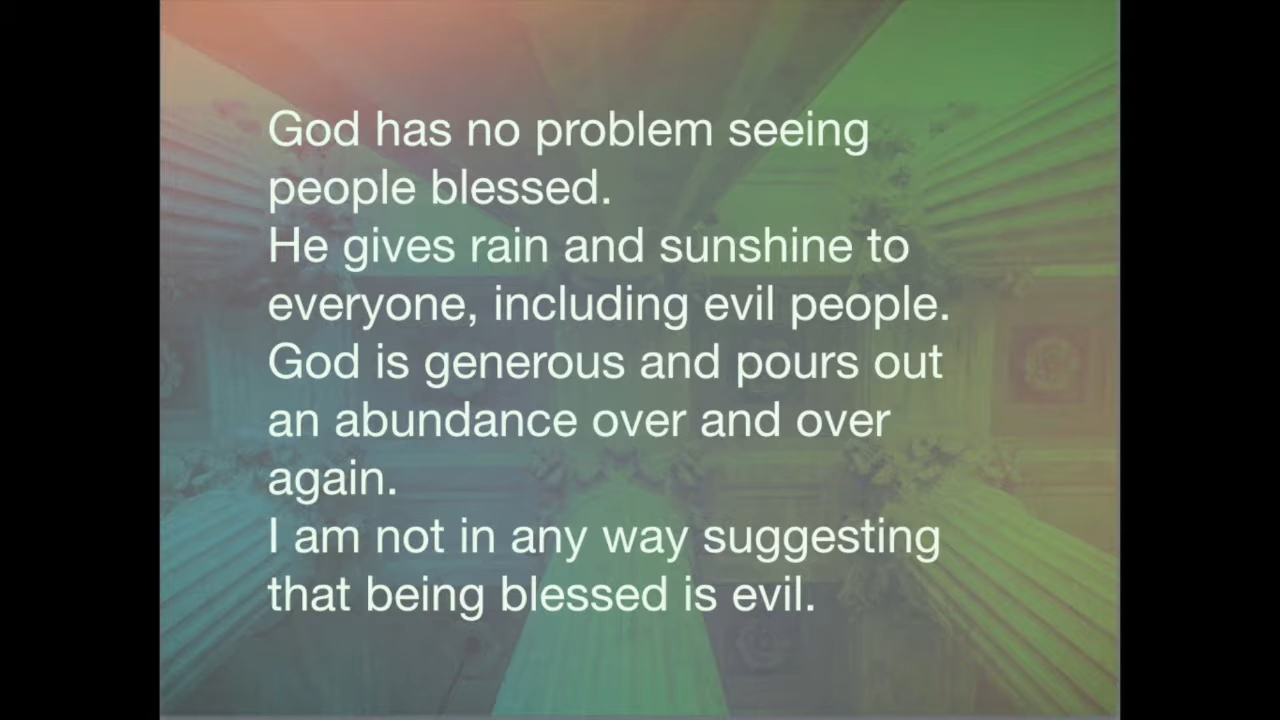 God has no problem seeing
people blessed.
He gives rain and sunshine to
everyone, including evil people.
God is generous and pours out
an abundance over and over
again.
I am not in any way suggesting
that being blessed is evil.